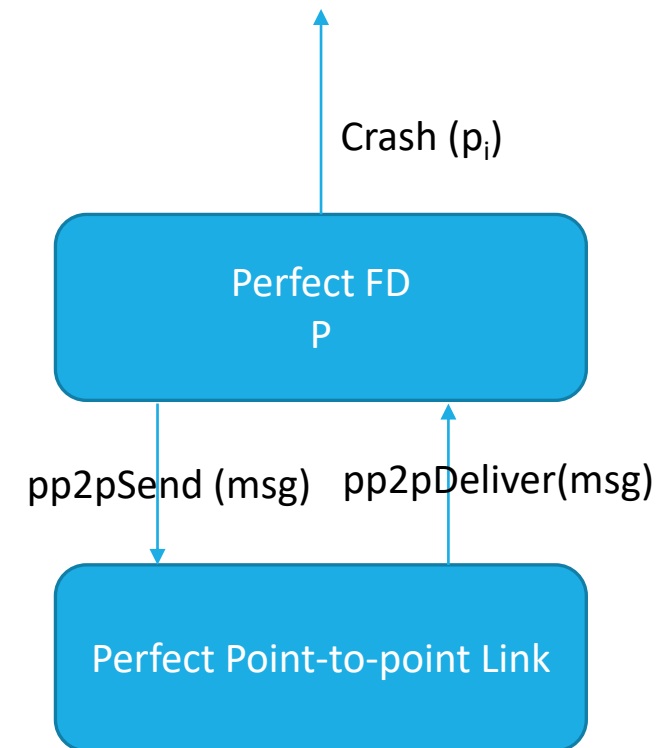 Crash (pᵢ)
Perfect FD
P
pp2pSend (msg)
pp2pDeliver(msg)
Perfect Point-to-point Link